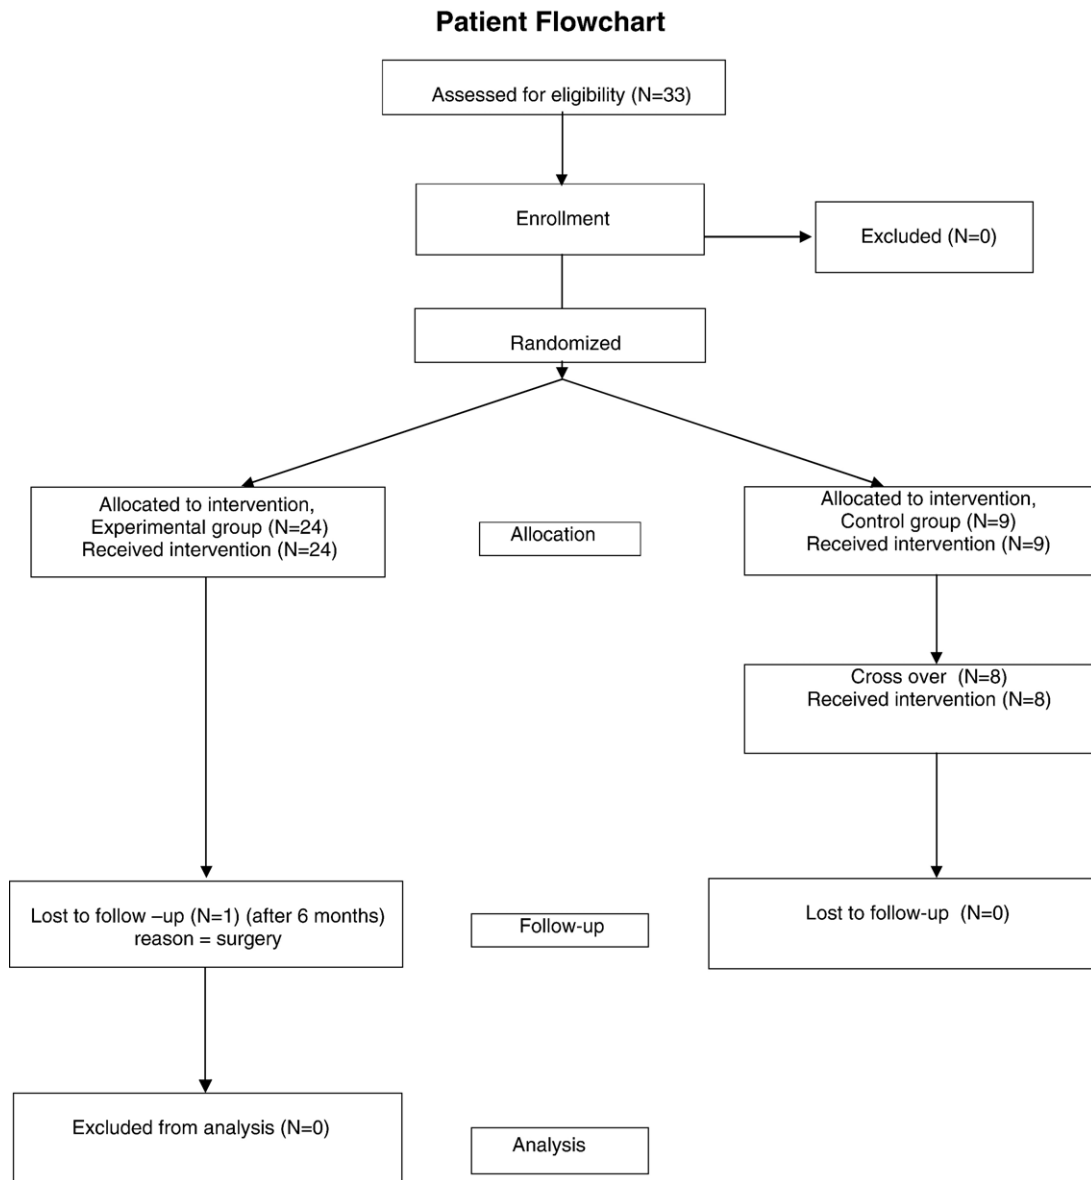 Patient Flowchart
Assessed for eligibility (N=33)
Enrollment
Excluded (N=0)
Randomized
Allocated to intervention,
Experimental group (N=24)
Received intervention (N=24)
Allocation
Allocated to intervention,
Control group (N=9)
Received intervention (N=9)
Cross over (N=8)
Received intervention (N=8)
Lost to follow –up (N=1) (after 6 months)
reason = surgery
Follow-up
Lost to follow-up (N=0)
Excluded from analysis (N=0)
Analysis